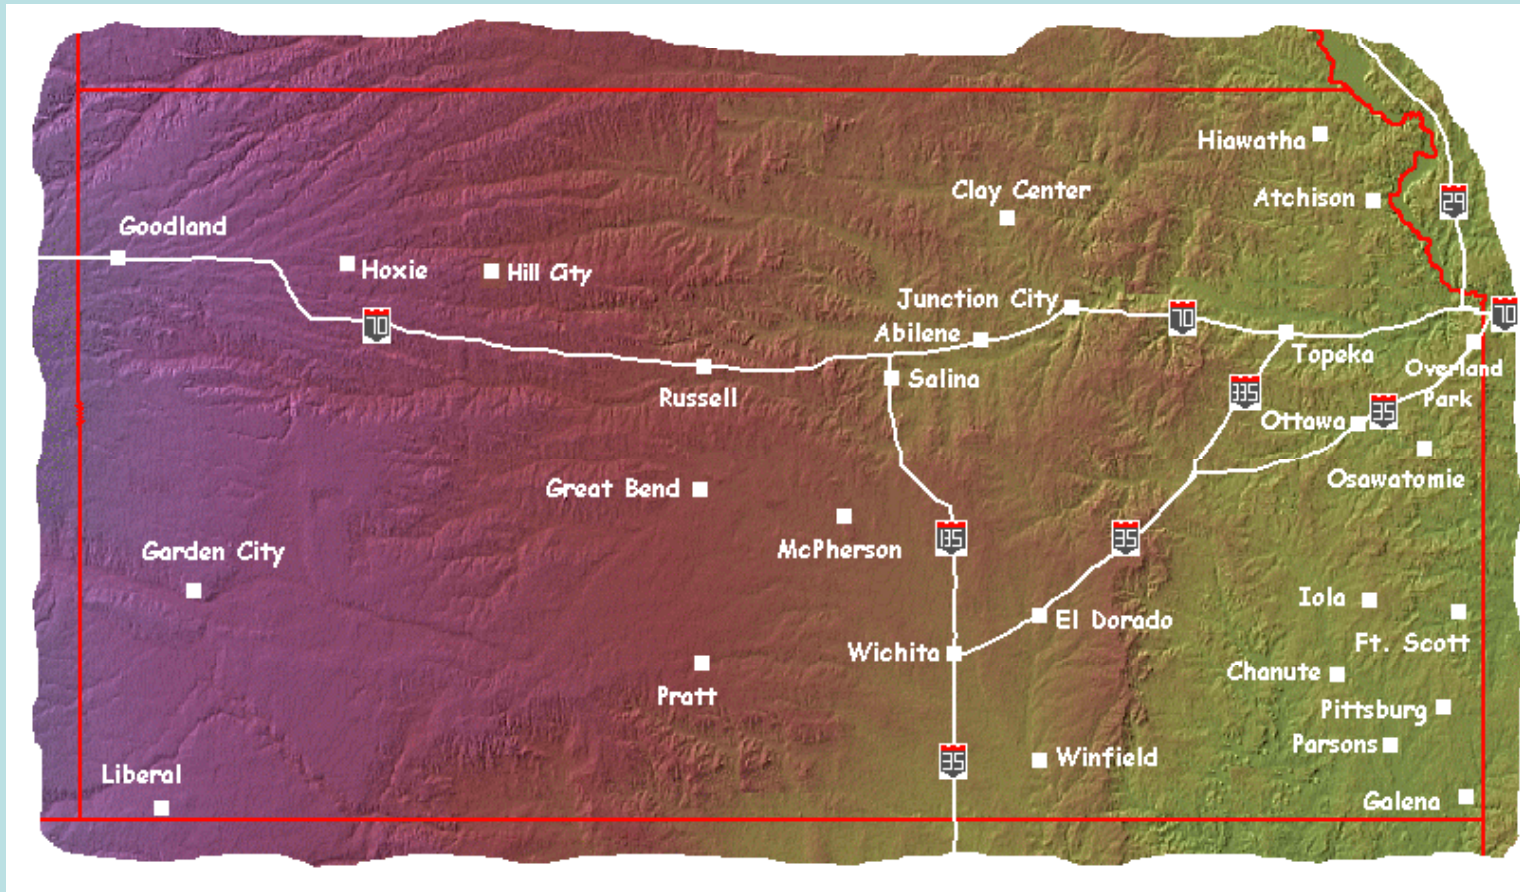 Hiawatha
Clay Center
Atchison
29
Goodland
Hoxie
Hill City
Junction City
70
70
70
Abilene
Topeka
Overland
Park
Salina
Russell
335
35
Ottawa
Osawatomie
Great Bend
McPherson
135
35
Garden City
Iola
El Dorado
Ft. Scott
Wichita
Chanute
Pratt
Pittsburg
Parsons
35
Winfield
Liberal
Galena